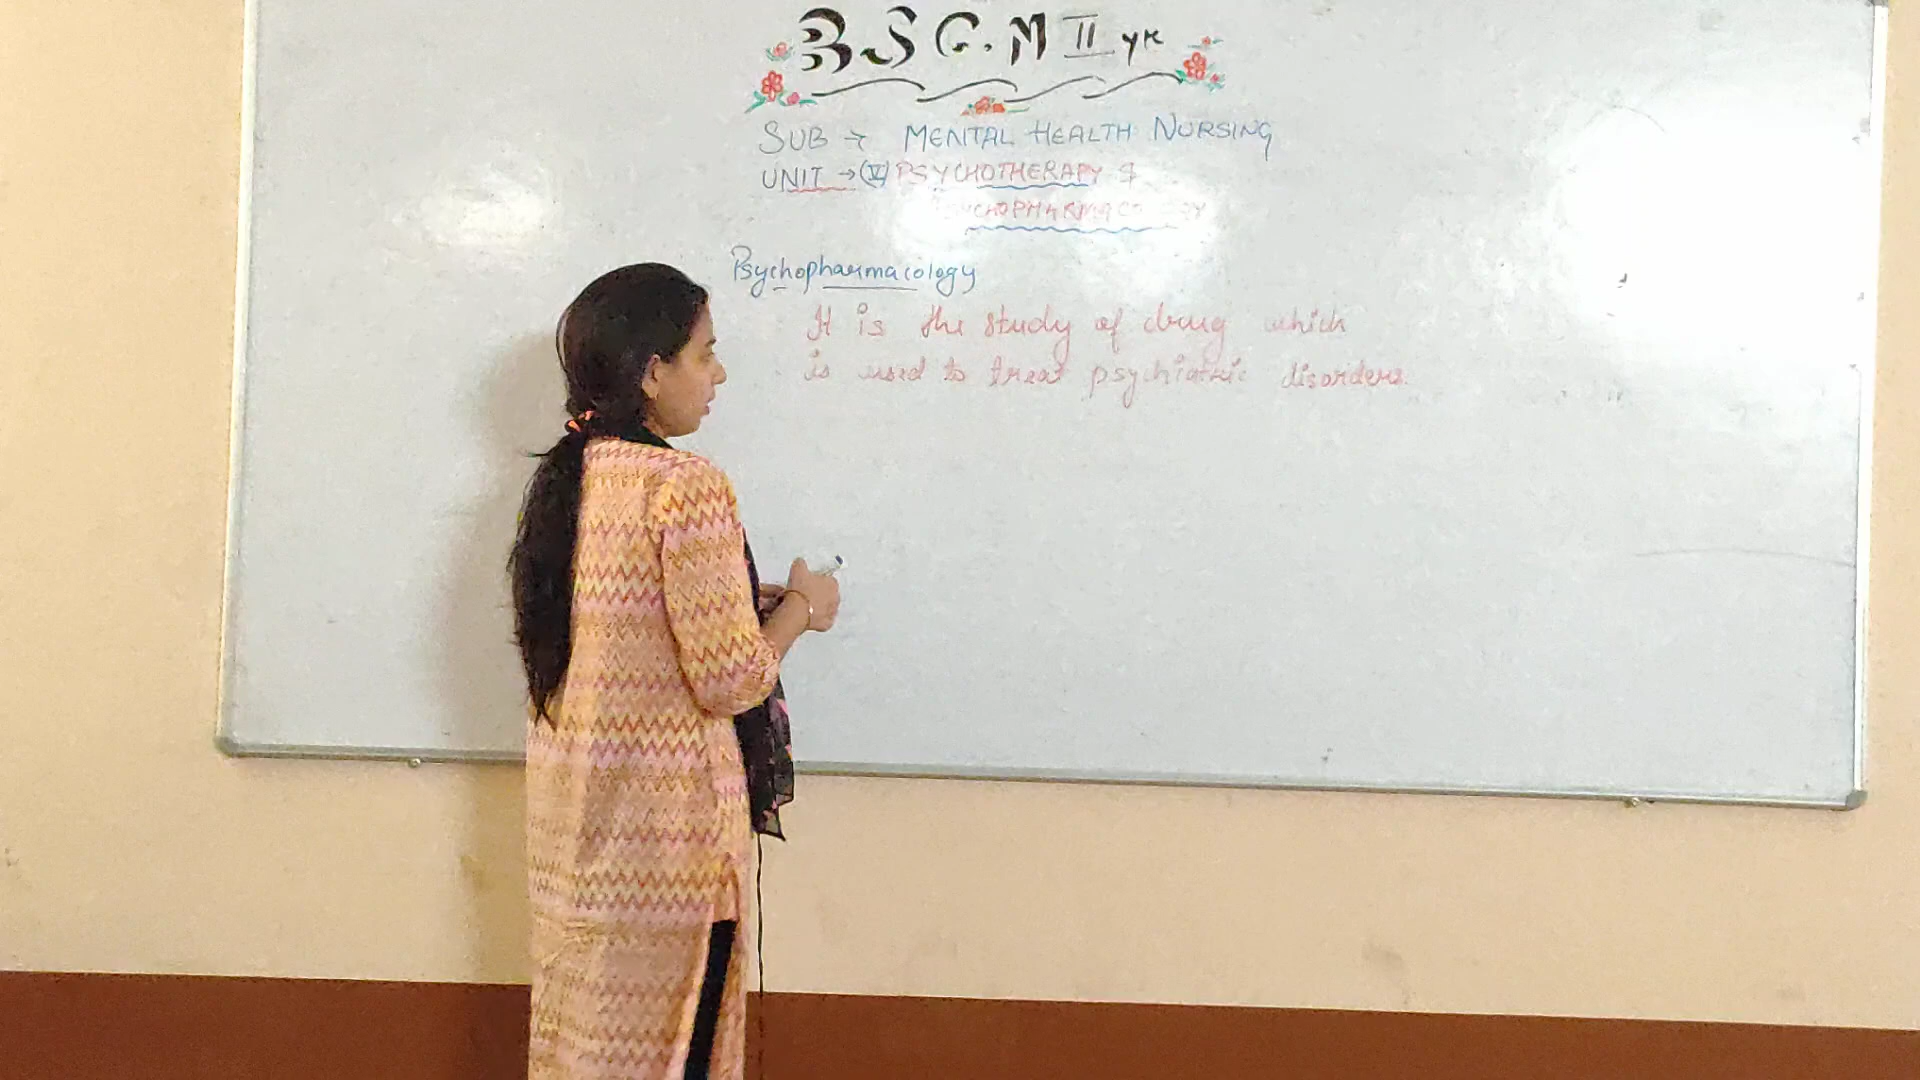 BSC.N II yr
SUB → MENTAL HEALTH NURSING
UNIT → (V) PSYCHOTHERAPY &
PSYCHOPHARMACOLOGY
Psychopharmacology
It is the study of drug which
is used to treat psychiatric disorders.